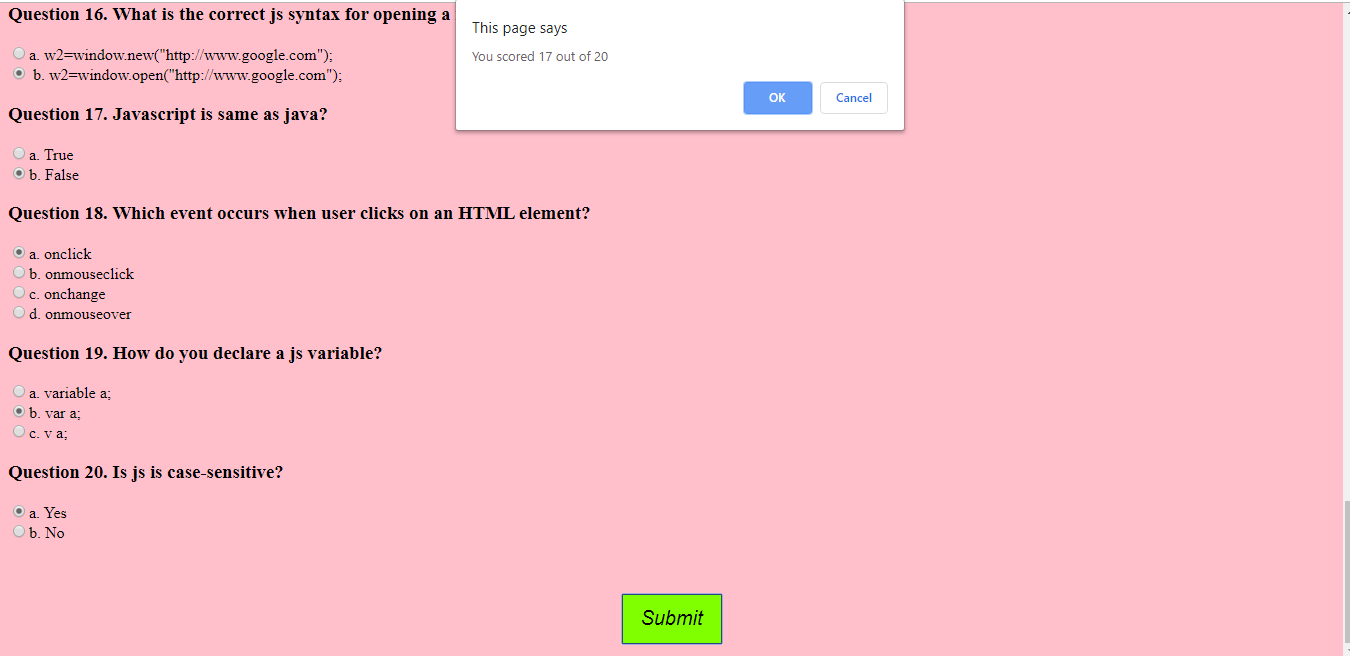 Question 16. What is the correct js syntax for opening a
This page says
You scored 17 out of 20
OK
Cancel
a. w2=window.new("http://www.google.com");
b. w2=window.open("http://www.google.com");
Question 17. Javascript is same as java?
a. True
b. False
Question 18. Which event occurs when user clicks on an HTML element?
a. onclick
b. onmouseclick
c. onchange
d. onmouseover
Question 19. How do you declare a js variable?
a. variable a;
b. var a;
c. v a;
Question 20. Is js is case-sensitive?
a. Yes
b. No
Submit